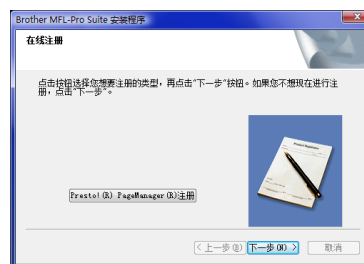 Brother MFL-Pro Suite 安装程序
在线注册
点击按钮选择您想要注册的类型，再点击“下一步”按钮。如果您不想现在进行注
册，点击“下一步”。
Presto!(R) PageManager(R)注册
< 上一步(B)
下一步(N) >
取消